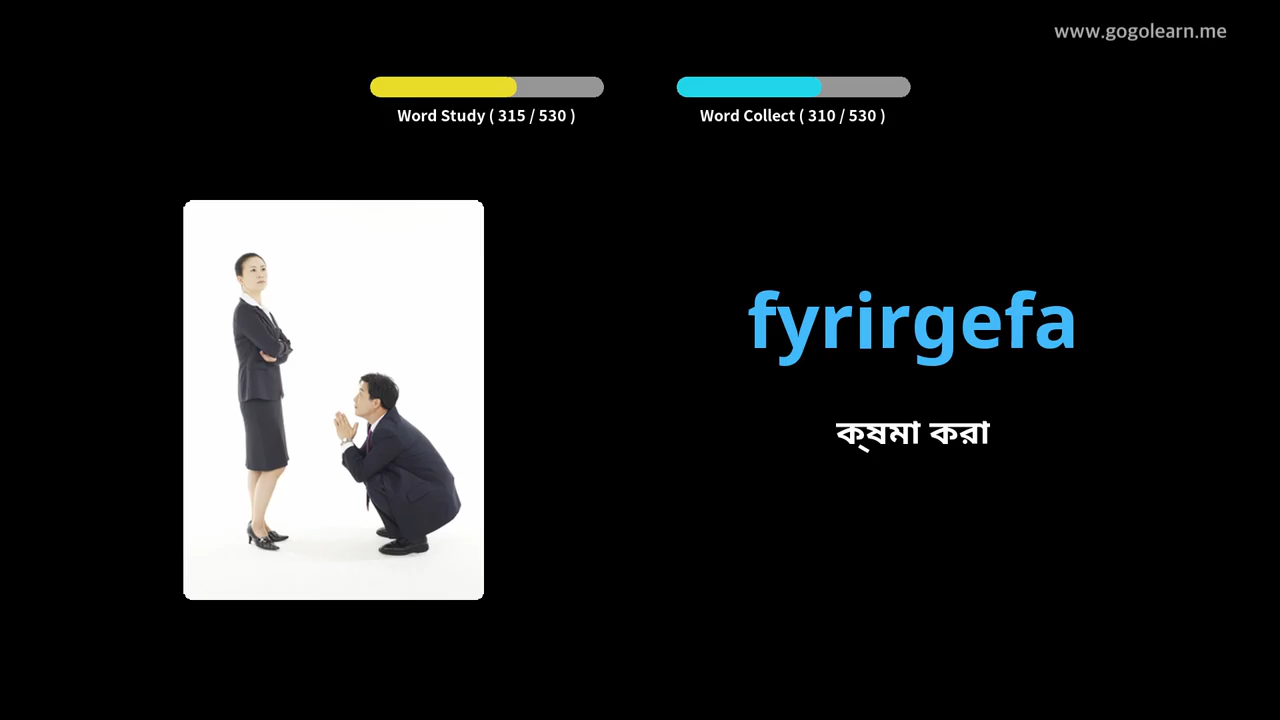 www.gogolearn.me
Word Study ( 315 / 530 )
Word Collect ( 310 / 530 )
fyrirgefa
ক্ষমা করা